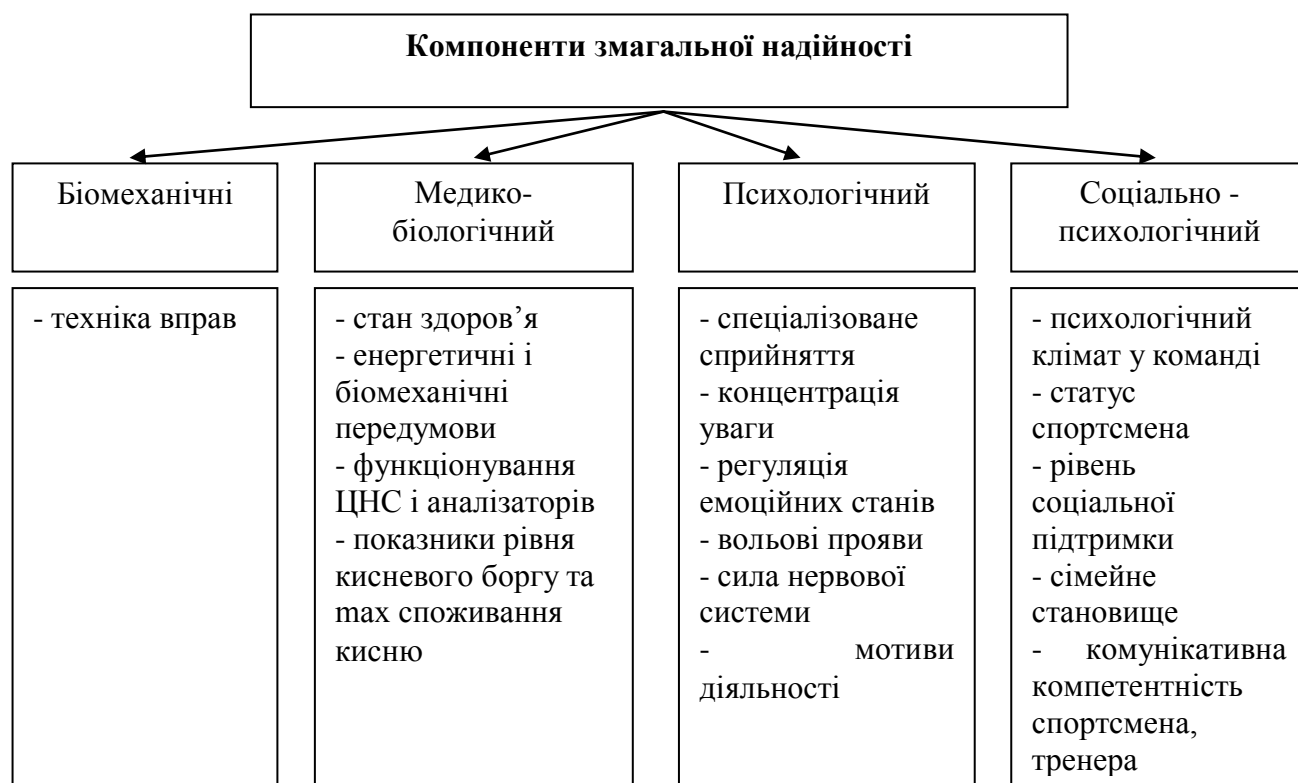 Компоненти змагальної надійності
Біомеханічні
Медико-
біологічний
Психологічний
Соціально -
психологічний
- техніка вправ
- стан здоров’я
- енергетичні і
біомеханічні
передумови
- функціонування
ЦНС і аналізаторів
- показники рівня
кисневого боргу та
max споживання
кисню
- спеціалізоване
сприйняття
- концентрація
уваги
- регуляція
емоційних станів
- вольові прояви
- сила нервової
системи
- мотиви
діяльності
- психологічний
клімат у команді
- статус
спортсмена
- рівень
соціальної
підтримки
- сімейне
становище
- комунікативна
компетентність
спортсмена,
тренера